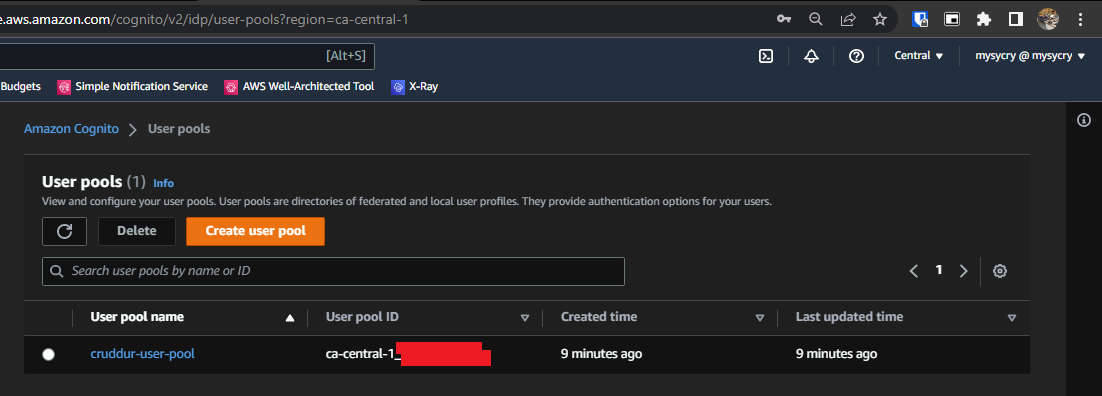 e.aws.amazon.com/cognito/v2/idp/user-pools?region=ca-central-1
[Alt+S]
Central
mysycry @ mysycry
Budgets
Simple Notification Service
AWS Well-Architected Tool
X-Ray
Amazon Cognito
User pools
User pools (1)
Info
View and configure your user pools. User pools are directories of federated and local user profiles. They provide authentication options for your users.
Delete
Create user pool
Search user pools by name or ID
1
User pool name
User pool ID
Created time
Last updated time
cruddur-user-pool
ca-central-1_
9 minutes ago
9 minutes ago